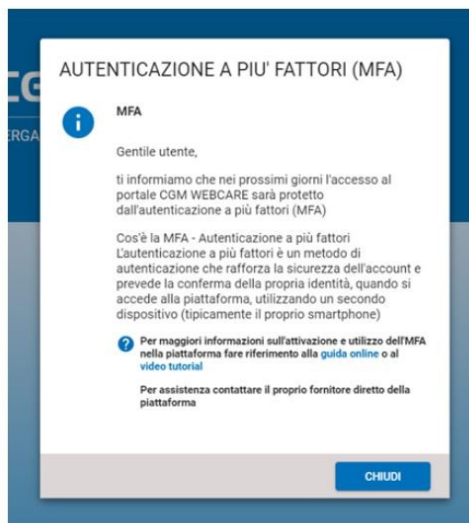 CG
ERGA
AUTENTICAZIONE A PIU' FATTORI (MFA)
MFA
Gentile utente,
ti informiamo che nei prossimi giorni l'accesso al
portale CGM WEBCARE sarà protetto
dall'autenticazione a più fattori (MFA)
Cos'è la MFA - Autenticazione a più fattori
L'autenticazione a più fattori è un metodo di
autenticazione che rafforza la sicurezza dell'account e
prevede la conferma della propria identità, quando si
accede alla piattaforma, utilizzando un secondo
dispositivo (tipicamente il proprio smartphone)
Per maggiori informazioni sull'attivazione e utilizzo dell'MFA
nella piattaforma fare riferimento alla guida online o al
video tutorial
Per assistenza contattare il proprio fornitore diretto della
piattaforma
CHIUDI